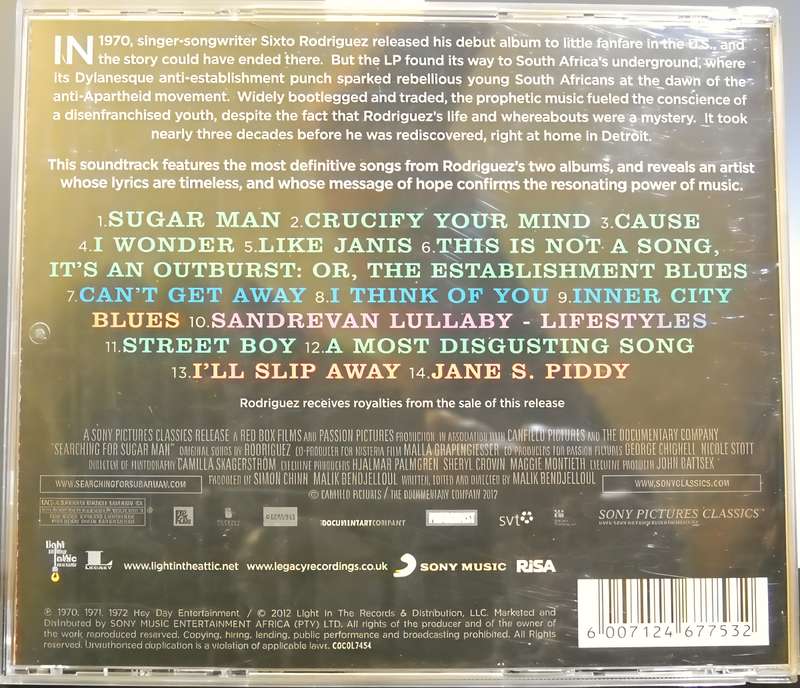 IN 1970, singer-songwriter Sixto Rodriguez released his debut album to little fanfare in the U.S., and
the story could have ended there. But the LP found its way to South Africa's underground, where
its Dylanesque anti-establishment punch sparked rebellious young South Africans at the dawn of the
anti-Apartheid movement. Widely bootlegged and traded, the prophetic music fueled the conscience of
a disenfranchised youth, despite the fact that Rodriguez's life and whereabouts were a mystery. It took
nearly three decades before he was rediscovered, right at home in Detroit.
This soundtrack features the most definitive songs from Rodriguez's two albums, and reveals an artist
whose lyrics are timeless, and whose message of hope confirms the resonating power of music.
1.SUGAR MAN 2.CRUCIFY YOUR MIND 3.CAUSE
4.I WONDER 5.LIKE JANIS 6.THIS IS NOT A SONG,
IT'S AN OUTBURST: OR, THE ESTABLISHMENT BLUES
7.CAN'T GET AWAY 8.I THINK OF YOU 9.INNER CITY
BLUES 10.SANDREVAN LULLABY - LIFESTYLES
11.STREET BOY 12.A MOST DISGUSTING SONG
13.I'LL SLIP AWAY 14.JANE S. PIDDY
Rodriguez receives royalties from the sale of this release
A SONY PICTURES CLASSICS RELEASE A RED BOX FILMS AND PASSION PICTURES PRODUCTION IN ASSOCIATION WITH CANFIELD PICTURES AND THE DOCUMENTARY COMPANY
"SEARCHING FOR SUGAR MAN" ORIGINAL SONGS BY RODRIGUEZ CO-PRODUCER FOR HYSTERIA FILM MALLA GRAPENGIESSER CO-PRODUCERS FOR PASSION PICTURES GEORGE CHIGNELL NICOLE STOTT
CAMILLA SKAGERSTRÖM EXECUTIVE PRODUCERS HJALMAR PALMGREN SHERYL CROWN MAGGIE MONTIETH EXECUTIVE PRODUCER JOHN BATTSEK
PRODUCED BY SIMON CHINN MALIK BENDJELLOUL WRITTEN, EDITED AND DIRECTED BY MALIK BENDJELLOUL
© CANFIELD PICTURES / THE DOCUMENTARY COMPANY 2012
WWW.SONYCLASSICS.COM
DOCUMENTARYCOMPANY
svt
SONY PICTURES CLASSICS
light in the attic
LEGACY
www.lightintheattic.net www.legacyrecordings.co.uk SONY MUSIC RiSA
℗ 1970, 1971, 1972 Hey Day Entertainment / © 2012 Light In The Records & Distribution, LLC. Marketed and
Distributed by SONY MUSIC ENTERTAINMENT AFRICA (PTY) LTD. All rights of the producer and of the owner of
the work reproduced reserved. Copying, hiring, lending, public performance and broadcasting prohibited. All Rights
Reserved. Unauthorized duplication is a violation of applicable laws. CDCOL7454
6 007124 677532